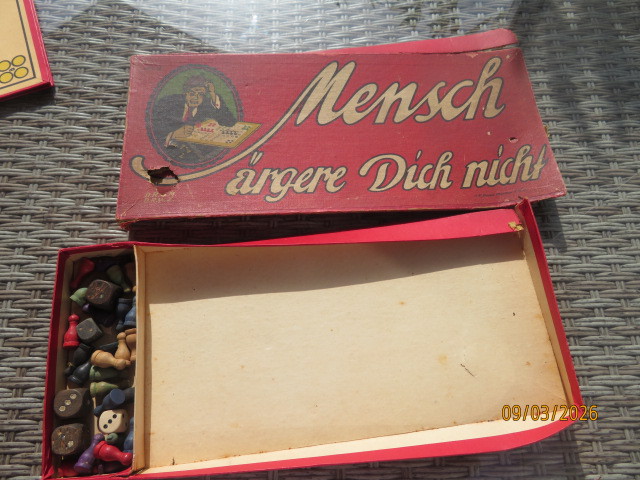 Mensch
ärgere Dich nicht
09/03/2026